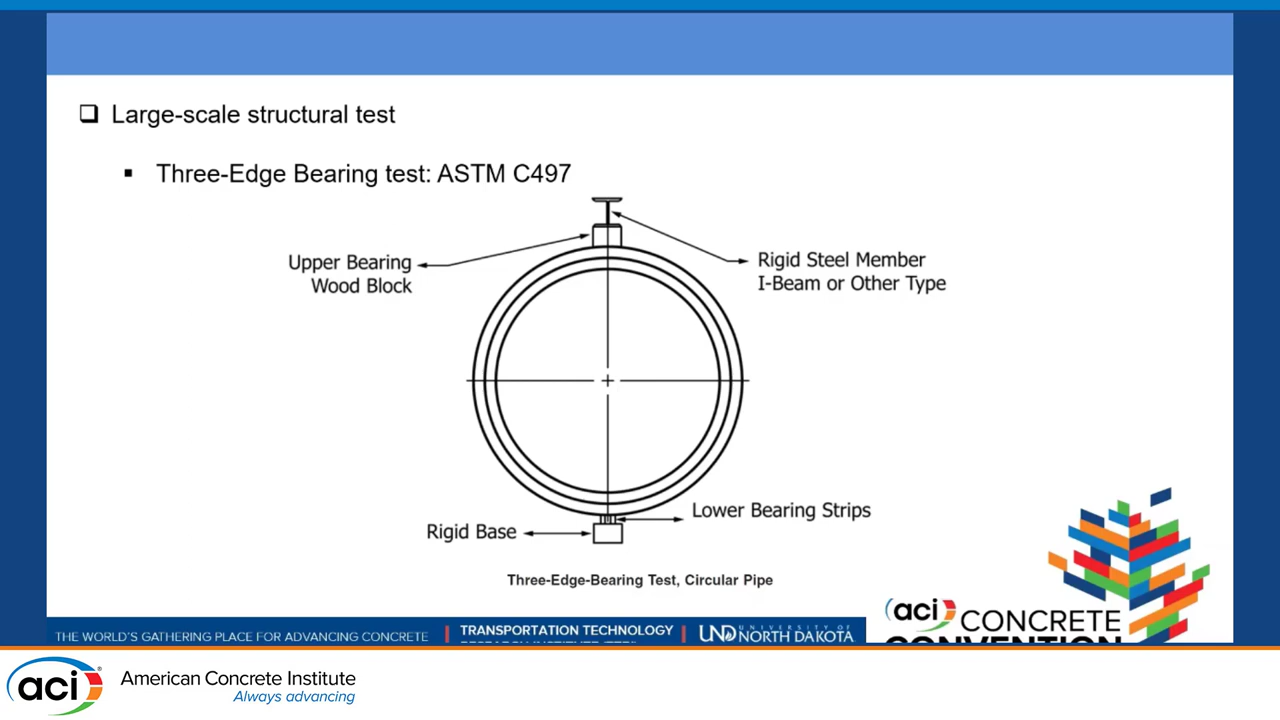 Large-scale structural test
Three-Edge Bearing test: ASTM C497
Upper Bearing
Wood Block
Rigid Steel Member
I-Beam or Other Type
Lower Bearing Strips
Rigid Base
Three-Edge-Bearing Test, Circular Pipe
THE WORLD'S GATHERING PLACE FOR ADVANCING CONCRETE
TRANSPORTATION TECHNOLOGY
UND UNIVERSITY OF
NORTH DAKOTA
aci CONCRETE
CONVENTION
aci ® American Concrete Institute
Always advancing